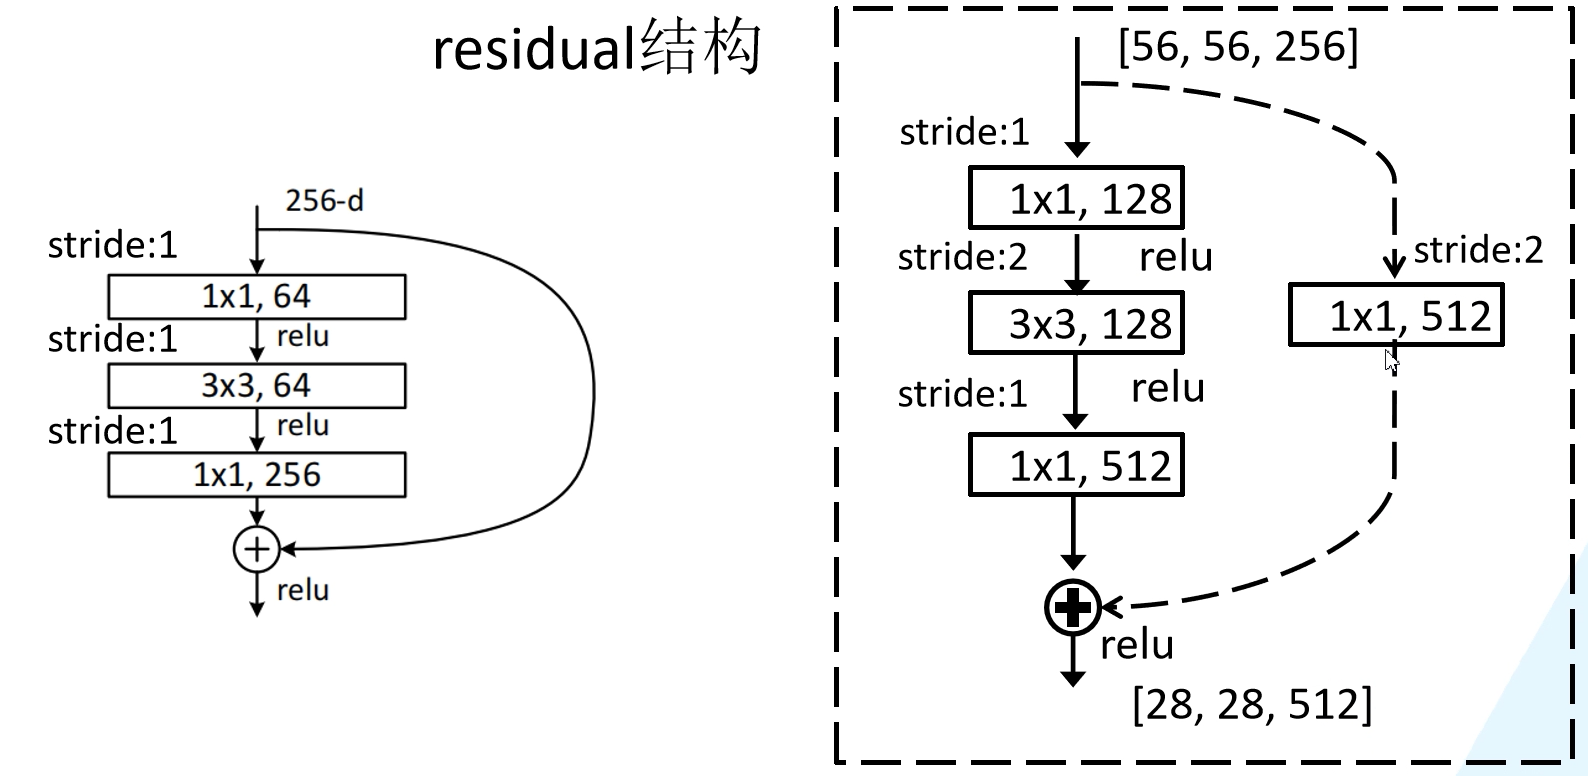 residual结构
256-d
stride:1
1x1, 64
stride:1
relu
3x3, 64
stride:1
relu
1x1, 256
relu
[56, 56, 256]
stride:1
1x1, 128
stride:2
relu
stride:2
3x3, 128
1x1, 512
stride:1
relu
1x1, 512
relu
[28, 28, 512]